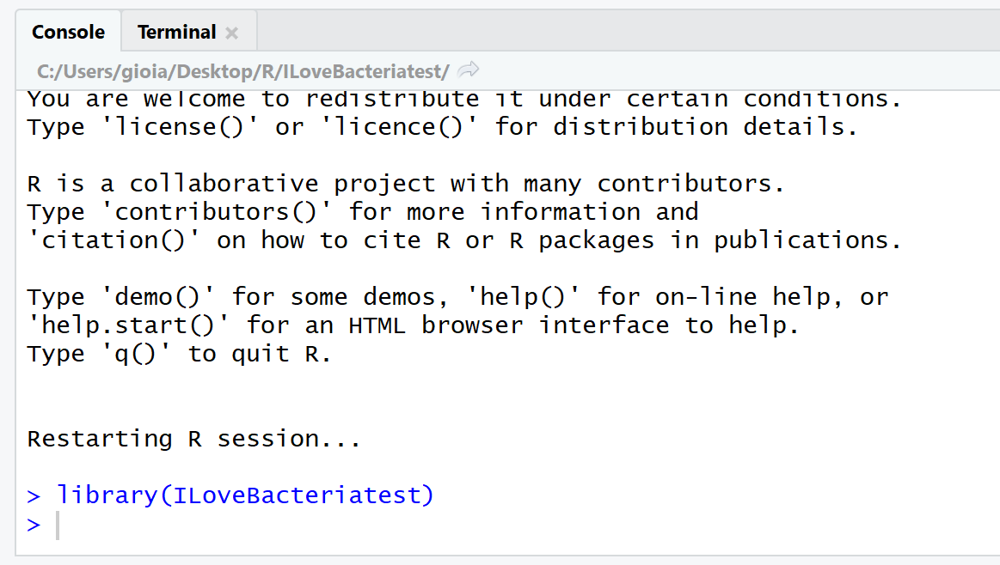 Console Terminal
C:/Users/gioia/Desktop/R/ILoveBacteriatest/
You are welcome to redistribute it under certain conditions.
Type 'license()' or 'licence()' for distribution details.
R is a collaborative project with many contributors.
Type 'contributors()' for more information and
'citation()' on how to cite R or R packages in publications.
Type 'demo()' for some demos, 'help()' for on-line help, or
'help.start()' for an HTML browser interface to help.
Type 'q()' to quit R.
Restarting R session...
> library(ILoveBacteriatest)
>